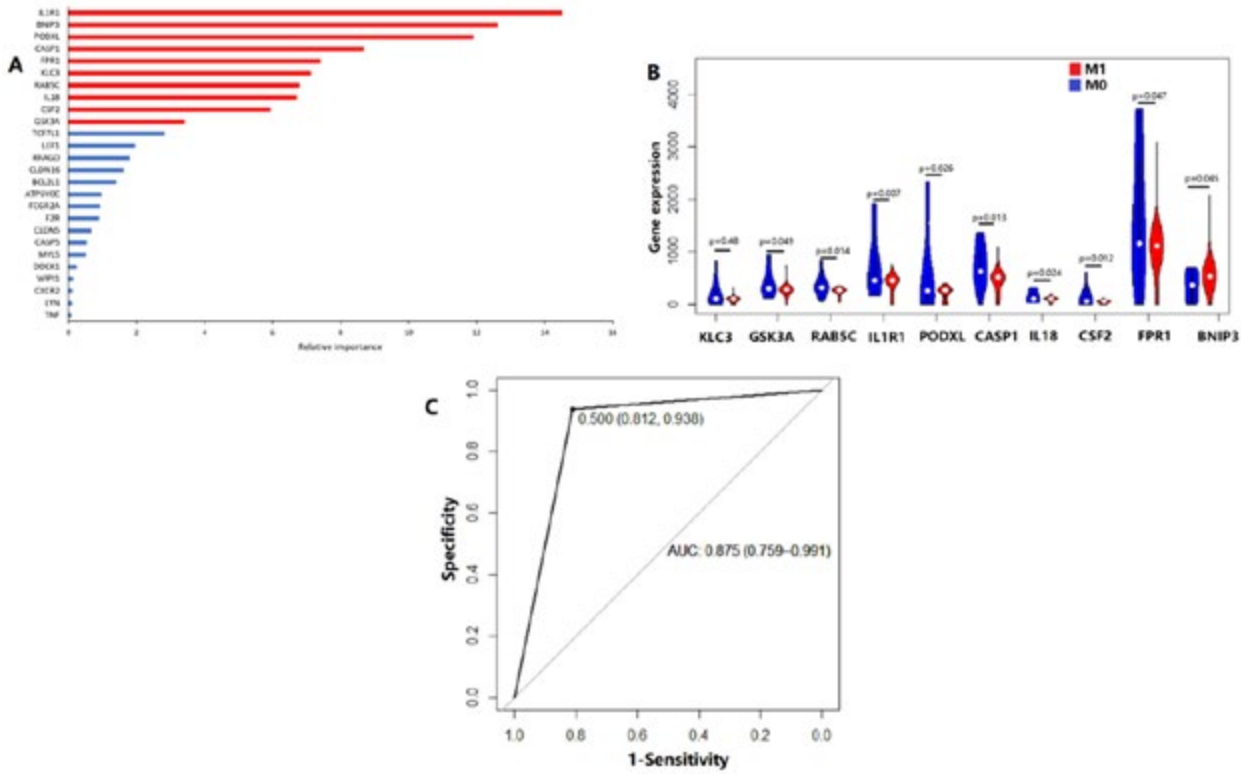 A
IL1R1
BNIP3
PODXL
CASP1
FPR1
KLC3
RAB5C
IL18
CSF2
GSK3A
TCF7L1
RRAGD
CLDN16
BCL2L1
ATP6V0C
FCGR2A
F2R
CLDN5
CASP5
MYL5
DOCK1
WIPI1
CXCR2
LYN
TNF
0 2 4 6 8 10 12 14 16
Relative importance
B
M1
M0
Gene expression
4000
3000
2000
1000
0
p=0.48
p=0.043
p=0.014
p=0.007
p=0.026
p=0.013
p=0.024
p=0.012
p=0.047
KLC3 GSK3A RAB5C IL1R1 PODXL CASP1 IL18 CSF2 FPR1 BNIP3
C
Specificity
1.0
0.8
0.6
0.4
0.2
0.0
0.500 (0.812, 0.938)
AUC: 0.875 (0.759–0.991)
1.0 0.8 0.6 0.4 0.2 0.0
1-Sensitivity